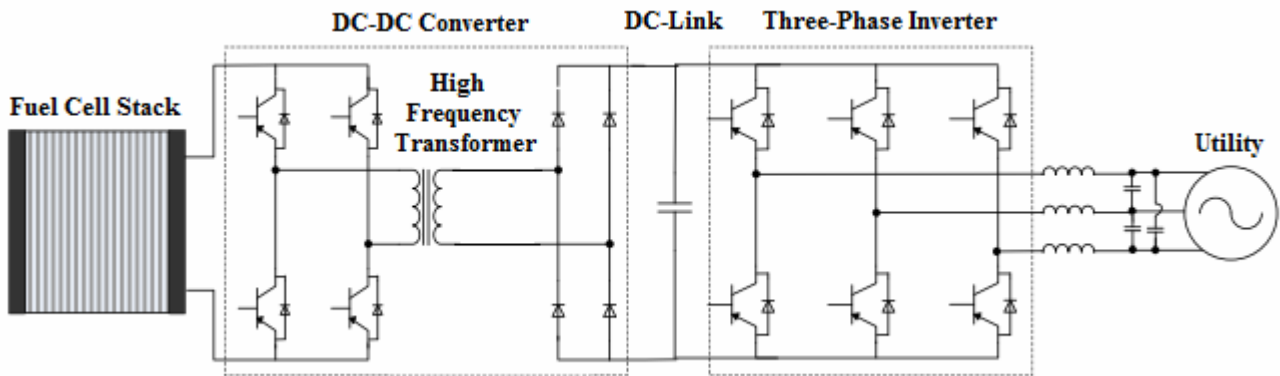 DC-DC Converter
DC-Link
Three-Phase Inverter
Fuel Cell Stack
High
Frequency
Transformer
Utility